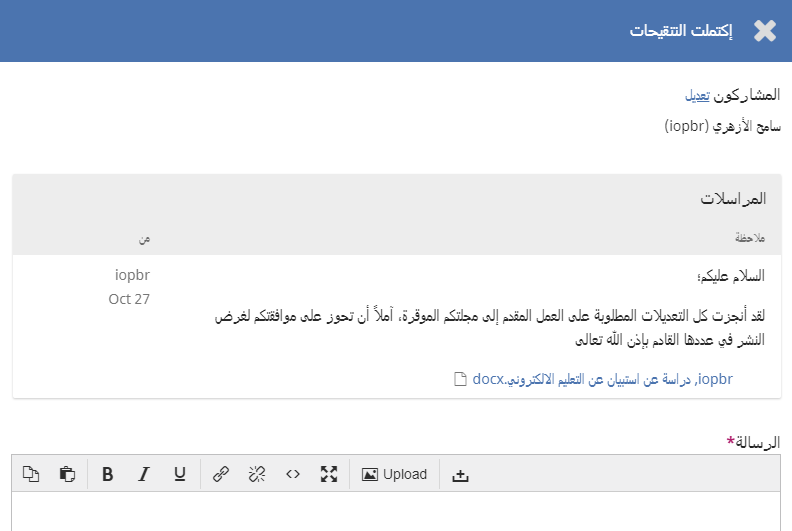 إكتملت التنقيحات
المشاركون تعديل
سامح الأزهري (iopbr)
المراسلات
ملاحظة من
السلام عليكم؛ iopbr
Oct 27
لقد أنجزت كل التعديلات المطلوبة على العمل المقدم إلى مجلتكم الموقرة، آملاً أن تحوز على موافقتكم لغرض
النشر في عددها القادم بإذن الله تعالى
iopbr, دراسة عن استبيان عن التعليم الالكتروني.docx
الرسالة*
B I U <> Upload